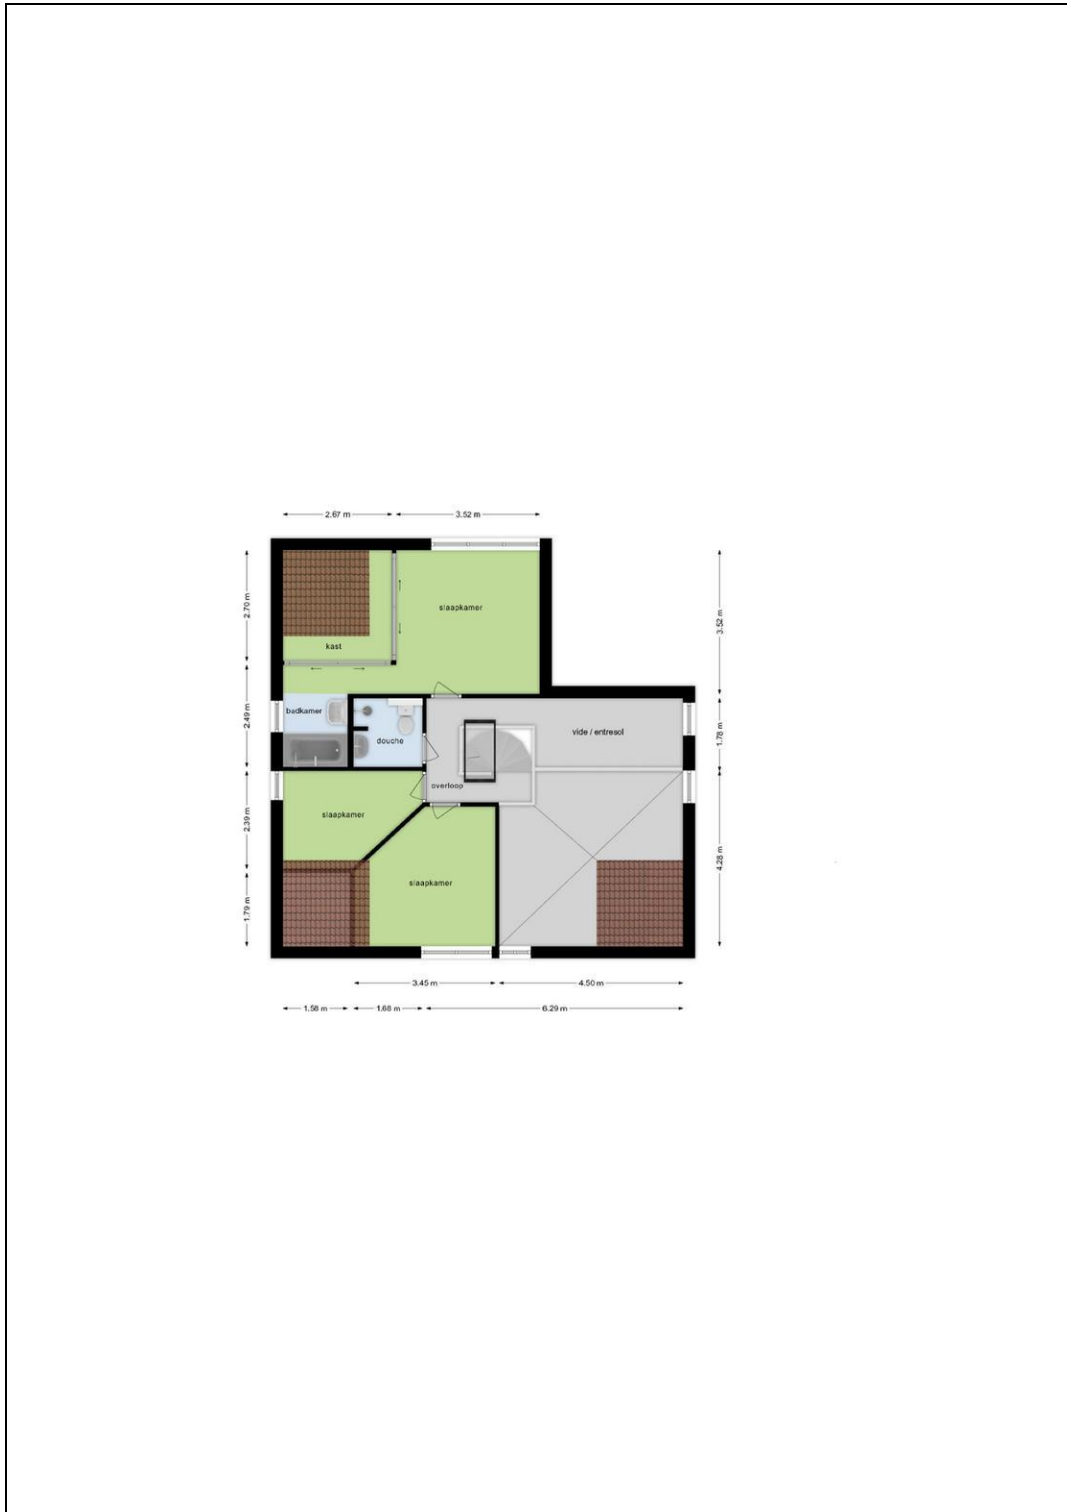 2.67 m
3.52 m
slaapkamer
2.70 m
3.52 m
kast
badkamer
2.49 m
vide / entresol
1.78 m
douche
overloop
slaapkamer
2.39 m
4.28 m
slaapkamer
1.79 m
3.45 m
4.50 m
1.58 m
1.68 m
6.29 m